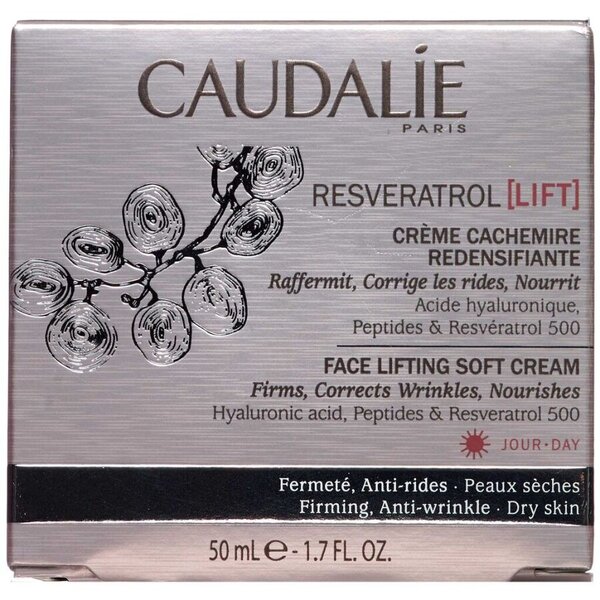 CAUDALÍE
PARIS
RESVERATROL [LIFT]
CRÈME CACHEMIRE
REDENSIFIANTE
Raffermit, Corrige les rides, Nourrit
Acide hyaluronique,
Peptides & Resvératrol 500
FACE LIFTING SOFT CREAM
Firms, Corrects Wrinkles, Nourishes
Hyaluronic acid, Peptides & Resveratrol 500
JOUR·DAY
Fermeté, Anti-rides · Peaux sèches
Firming, Anti-wrinkle · Dry skin
50 mL ℮ - 1.7 FL. OZ.